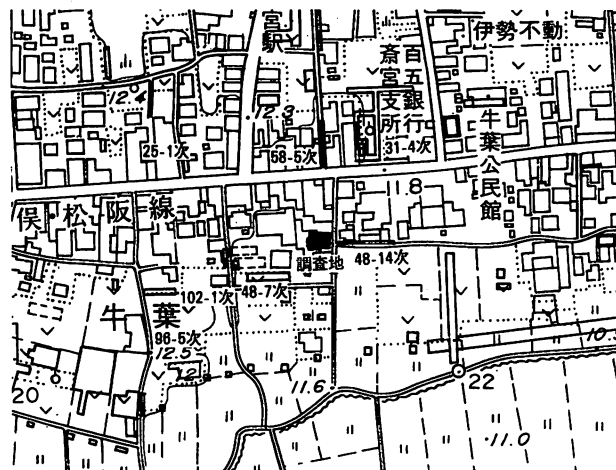 宮駅
斎宮支所
百五銀行
伊勢不動
12.4
12.3
25-1次
58-5次
31-4次
牛葉公民館
11.8
俣松阪線
調査地
48-14次
102-1次
48-7次
牛葉
96-5次
12.5
11.6
10.
22
20
11.0